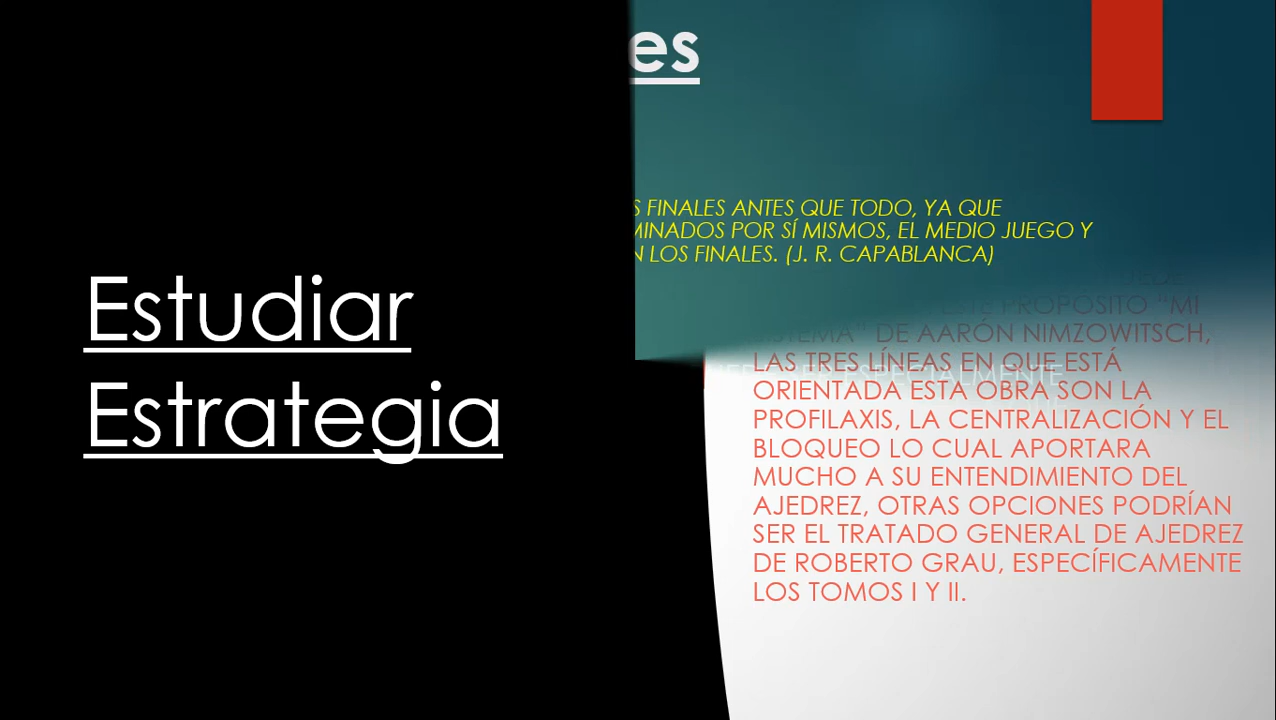 es
FINALES ANTES QUE TODO, YA QUE
POR SÍ MISMOS, EL MEDIO JUEGO Y
LOS FINALES. (J. R. CAPABLANCA)
Estudiar
Estrategia
PROPÓSITO “MI
DE AARÓN NIMZOWITSCH,
LAS TRES LÍNEAS EN QUE ESTÁ
ESPECIALMENTE
ORIENTADA ESTA OBRA SON LA
PROFILAXIS, LA CENTRALIZACIÓN Y EL
BLOQUEO LO CUAL APORTARA
MUCHO A SU ENTENDIMIENTO DEL
AJEDREZ, OTRAS OPCIONES PODRÍAN
SER EL TRATADO GENERAL DE AJEDREZ
DE ROBERTO GRAU, ESPECÍFICAMENTE
LOS TOMOS I Y II.